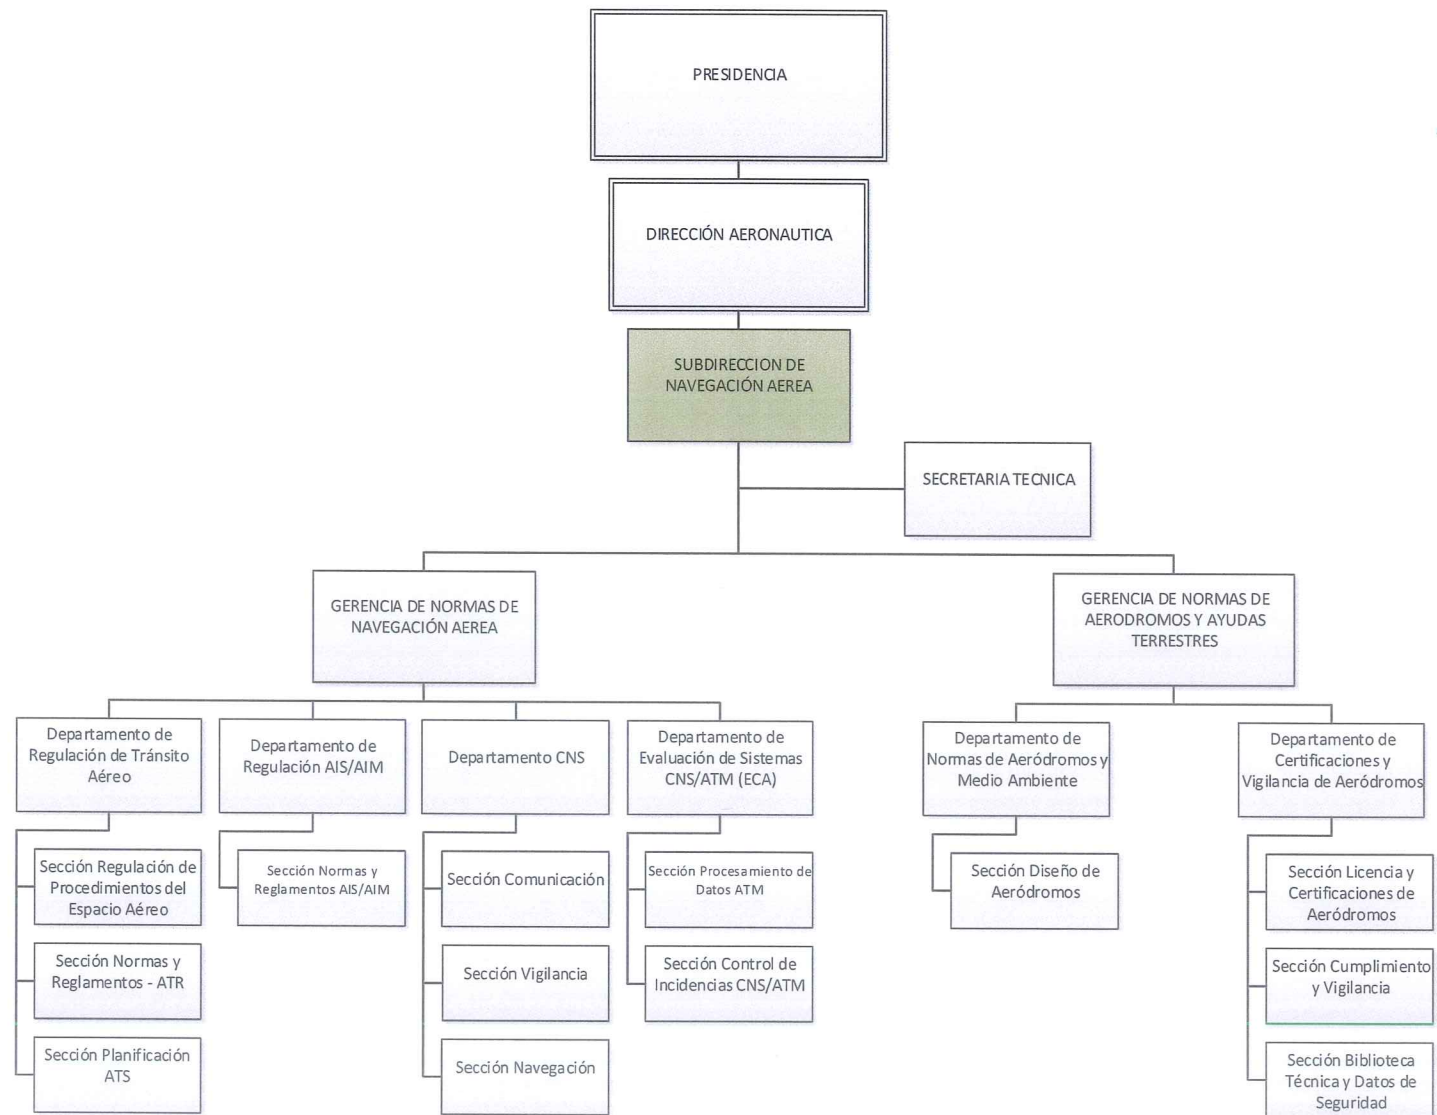 PRESIDENCIA
DIRECCIÓN AERONAUTICA
SUBDIRECCION DE
NAVEGACIÓN AEREA
SECRETARIA TECNICA
GERENCIA DE NORMAS DE
NAVEGACIÓN AEREA
GERENCIA DE NORMAS DE
AERODROMOS Y AYUDAS
TERRESTRES
Departamento de
Regulación de Tránsito
Aéreo
Departamento de
Regulación AIS/AIM
Departamento CNS
Departamento de
Evaluación de Sistemas
CNS/ATM (ECA)
Departamento de
Normas de Aeródromos y
Medio Ambiente
Departamento de
Certificaciones y
Vigilancia de Aeródromos
Sección Regulación de
Procedimientos del
Espacio Aéreo
Sección Normas y
Reglamentos - ATR
Sección Planificación
ATS
Sección Normas y
Reglamentos AIS/AIM
Sección Comunicación
Sección Vigilancia
Sección Navegación
Sección Procesamiento de
Datos ATM
Sección Control de
Incidencias CNS/ATM
Sección Diseño de
Aeródromos
Sección Licencia y
Certificaciones de
Aeródromos
Sección Cumplimiento
y Vigilancia
Sección Biblioteca
Técnica y Datos de
Seguridad